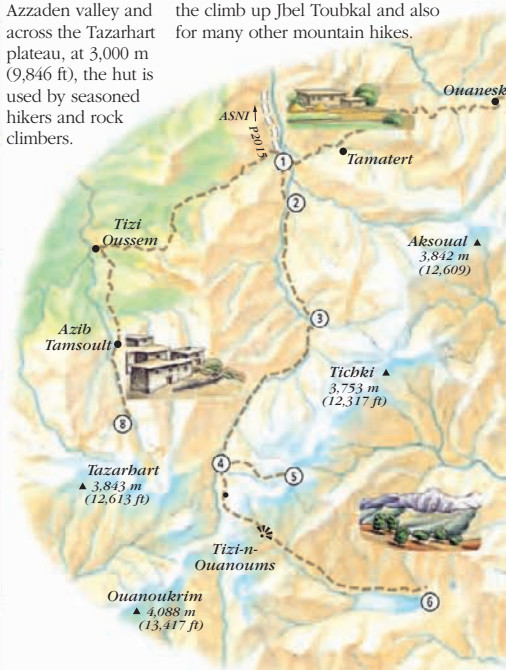 Azzaden valley and
across the Tazarhart
plateau, at 3,000 m
(9,846 ft), the hut is
used by seasoned
hikers and rock
climbers.
the climb up Jbel Toubkal and also
for many other mountain hikes.
Ouanesk
ASNI
P2015
1
Tamatert
2
Tizi
Oussem
Aksoual
3,842 m
(12,609)
3
Azib
Tamsoult
Tichki
3,753 m
(12,317 ft)
8
4
5
Tazarhart
3,843 m
(12,613 ft)
Tizi-n-
Ouanoums
6
Ouanoukrim
4,088 m
(13,417 ft)